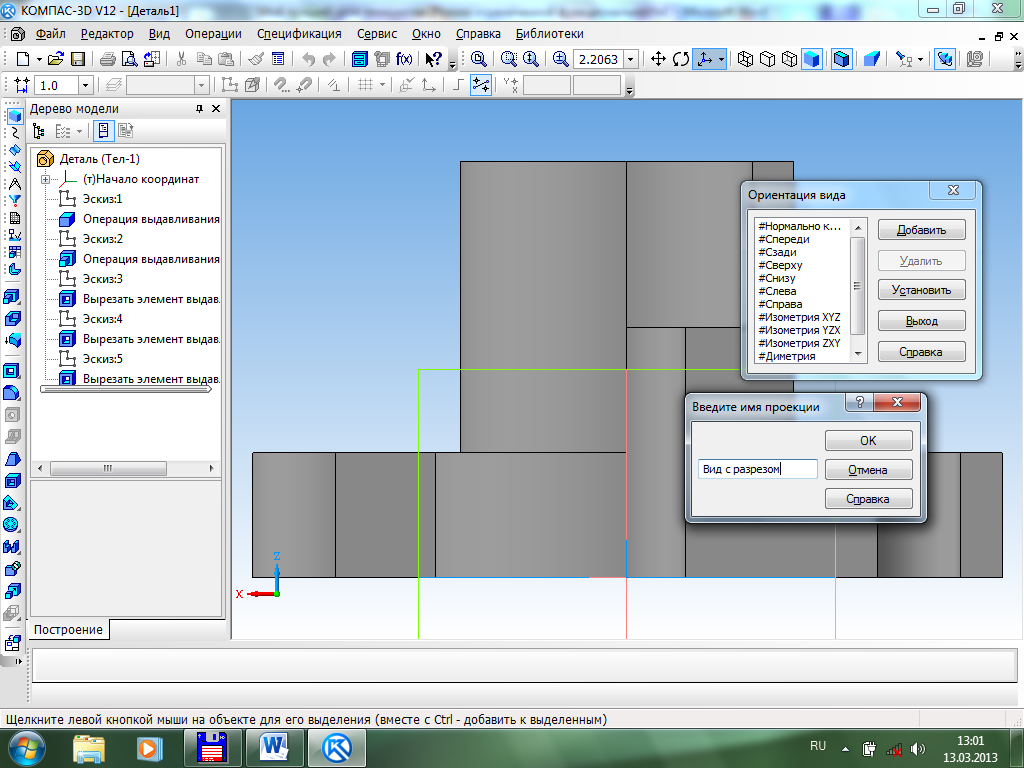 КОМПАС-3D V12 - [Деталь1]
Файл Редактор Вид Операции Спецификация Сервис Окно Справка Библиотеки
2.2063
1.0
Дерево модели
Деталь (Тел-1)
(т)Начало координат
Эскиз:1
Операция выдавливания
Эскиз:2
Операция выдавливания
Эскиз:3
Вырезать элемент выдав
Эскиз:4
Вырезать элемент выдав
Эскиз:5
Вырезать элемент выдав
Построение
Z
X
Ориентация вида
#Нормально к...
#Спереди
#Сзади
#Сверху
#Снизу
#Слева
#Справа
#Изометрия XYZ
#Изометрия YZX
#Изометрия ZXY
#Диметрия
Добавить
Удалить
Установить
Выход
Справка
Введите имя проекции
Вид с разрезом
OK
Отмена
Справка
Щелкните левой кнопкой мыши на объекте для его выделения (вместе с Ctrl - добавить к выделенным)
RU
13:01
13.03.2013